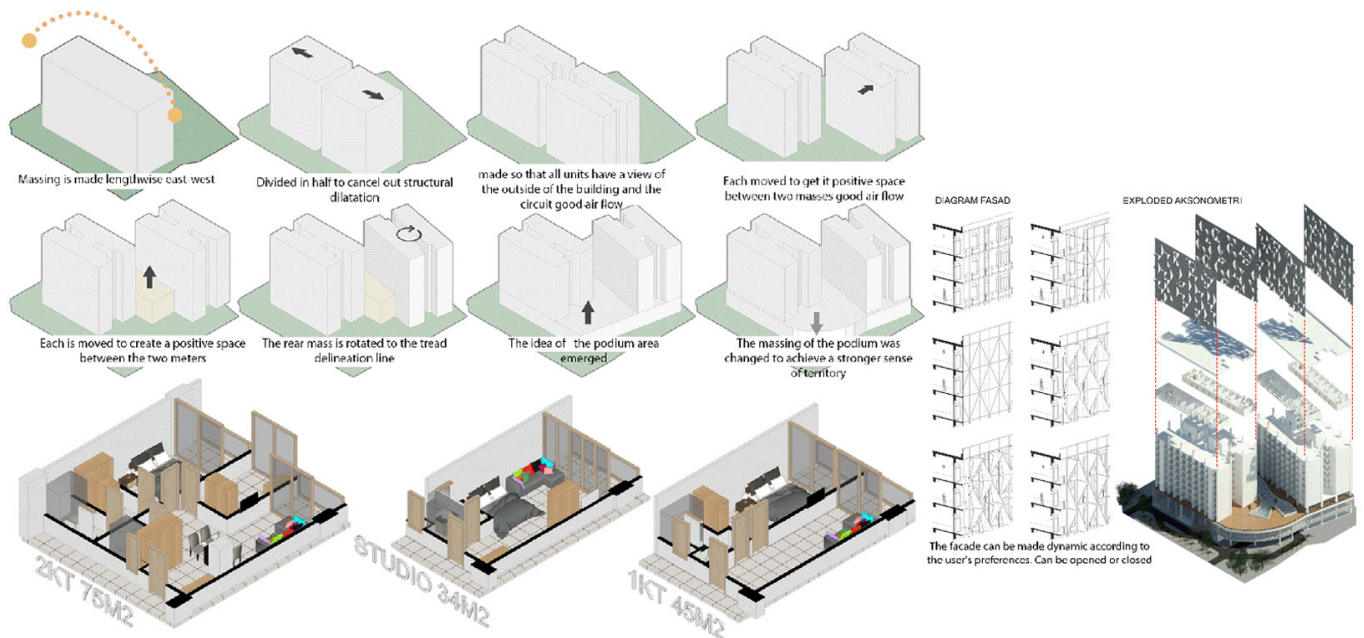 Massing is made lengthwise east-west
Divided in half to cancel out structural
dilatation
made so that all units have a view of
the outside of the building and the
circuit good air flow
Each moved to get it positive space
between two masses good air flow
Each is moved to create a positive space
between the two meters
The rear mass is rotated to the tread
delineation line
The idea of the podium area
emerged
The massing of the podium was
changed to achieve a stronger sense
of territory
2KT 75M2
STUDIO 34M2
1KT 45M2
DIAGRAM FASAD
EXPLODED AKSONOMETRI
The facade can be made dynamic according to
the user's preferences. Can be opened or closed